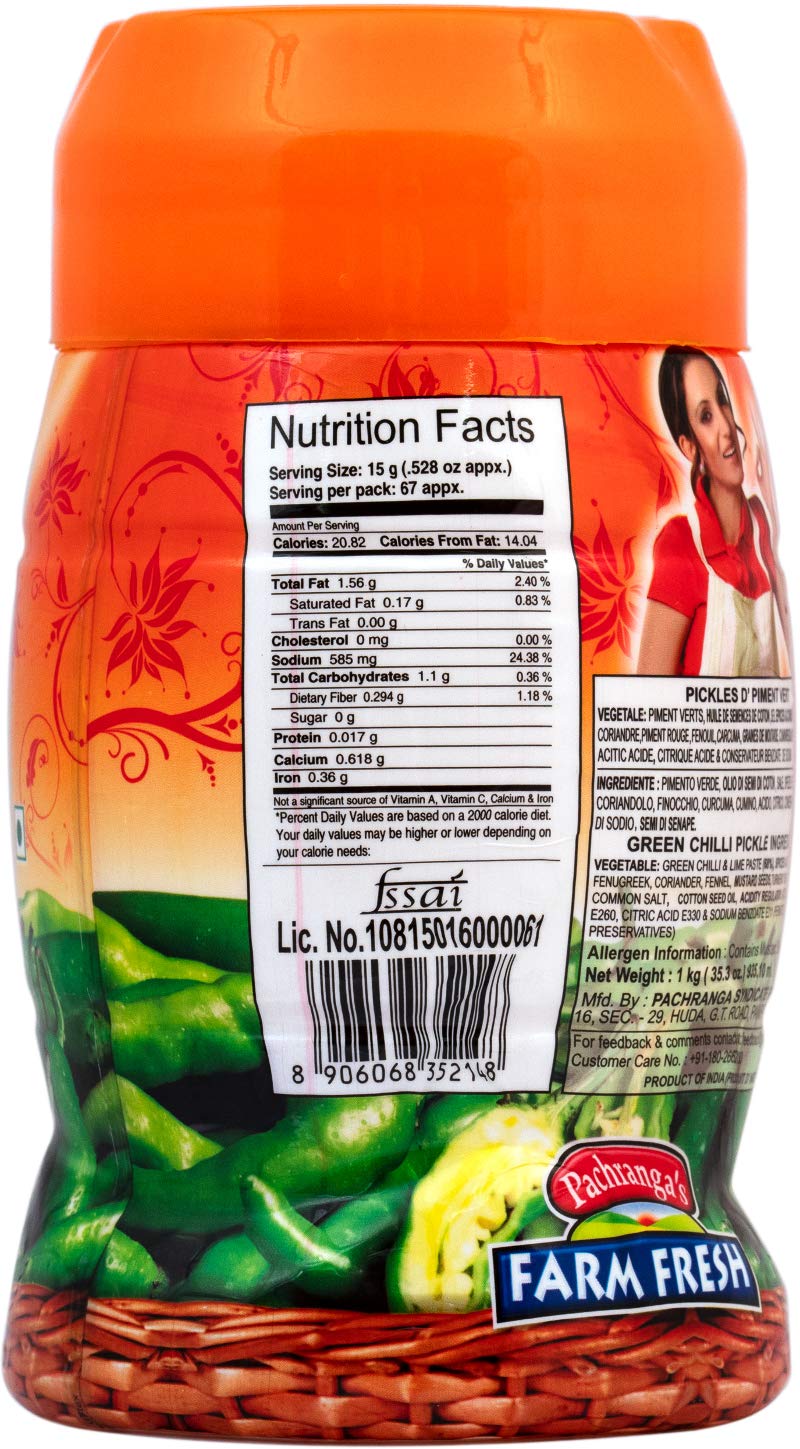 Nutrition Facts
Serving Size: 15 g (.528 oz appx.)
Serving per pack: 67 appx.
Amount Per Serving
Calories: 20.82 Calories From Fat: 14.04
% Daily Values*
Total Fat 1.56 g 2.40 %
Saturated Fat 0.17 g 0.83 %
Trans Fat 0.00 g
Cholesterol 0 mg 0.00 %
Sodium 585 mg 24.38 %
Total Carbohydrates 1.1 g 0.36 %
Dietary Fiber 0.294 g 1.18 %
Sugar 0 g
Protein 0.017 g
Calcium 0.618 g
Iron 0.36 g
Not a significant source of Vitamin A, Vitamin C, Calcium & Iron
*Percent Daily Values are based on a 2000 calorie diet.
Your daily values may be higher or lower depending on
your calorie needs:
fssai
Lic. No.10815016000061
8 906068 352148
PICKLES D' PIMENT VERT
VEGETALE: PIMENT VERTS, HUILE DE SEMENCES DE COTON,
CORIANDRE, PIMENT ROUGE, FENOUIL, CARCUMA, GRAINES DE
ACITIC ACIDE, CITRIQUE ACIDE & CONSERVATEUR
INGREDIENTE : PIMENTO VERDE, OLIO DI SEMI DI COTON,
CORIANDOLO, FINOCCHIO, CURCUMA, CUMINO,
DI SODIO, SEMI DI SENAPE.
GREEN CHILLI PICKLE
VEGETABLE: GREEN CHILLI & LIME PASTE
FENUGREEK, CORIANDER, FENNEL, MUSTARD SEEDS,
COMMON SALT, COTTON SEED OIL, ACIDITY
E260, CITRIC ACID E330 & SODIUM BENZOATE
PRESERVATIVES)
Allergen Information : Contains
Net Weight : 1 kg ( 35.3 oz.)
Mfd. By : PACHRANGA SYNDICATE
16, SEC. - 29, HUDA, G.T. ROAD,
For feedback & comments contact:
Customer Care No. : +91-180-
PRODUCT OF INDIA
Pachranga's
FARM FRESH